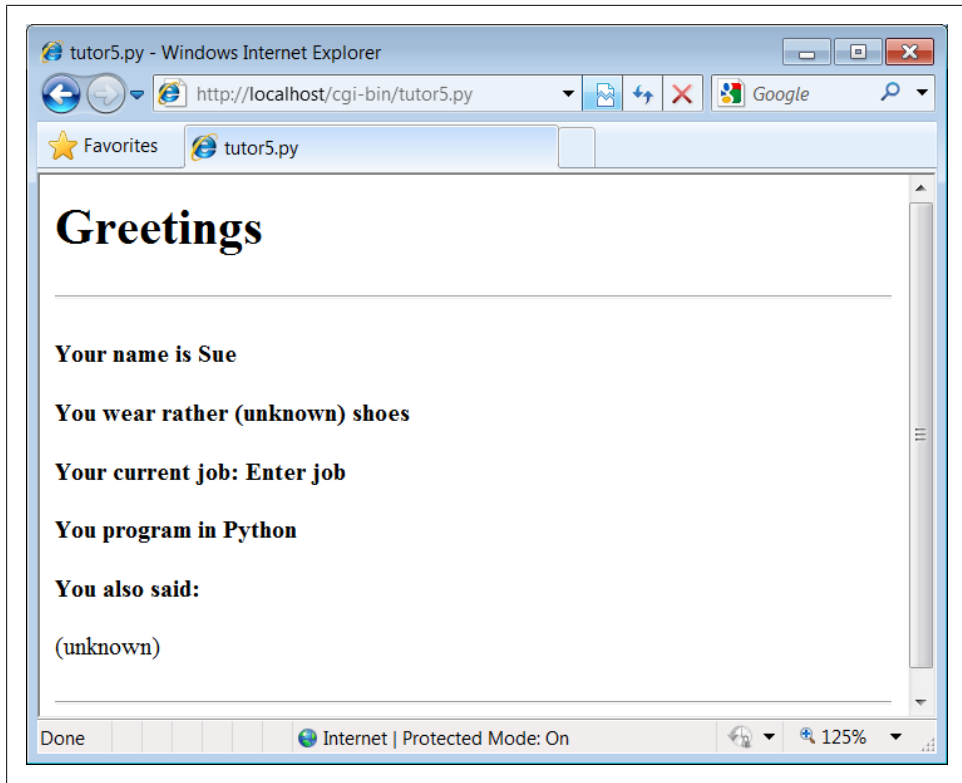 tutor5.py - Windows Internet Explorer
http://localhost/cgi-bin/tutor5.py
Google
Favorites
tutor5.py
Greetings
Your name is Sue
You wear rather (unknown) shoes
Your current job: Enter job
You program in Python
You also said:
(unknown)
Done
Internet | Protected Mode: On
125%